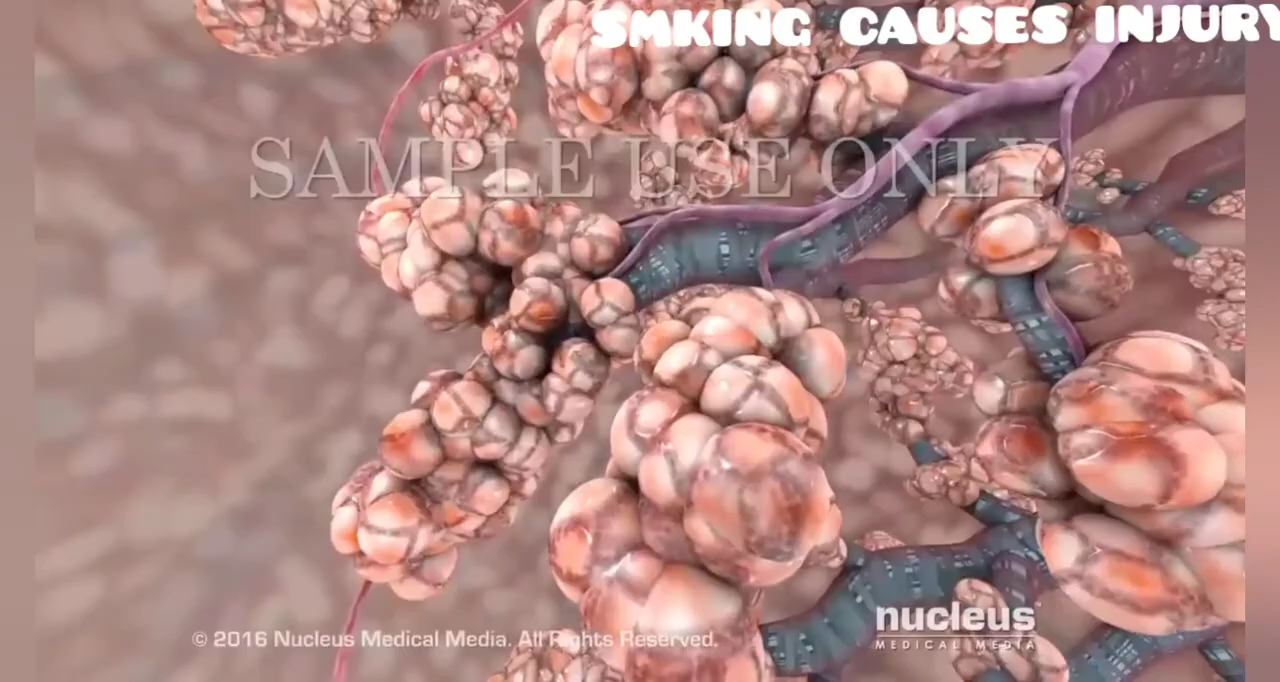 SMKING CAUSES INJURY
SAMPLE USE ONLY
© 2016 Nucleus Medical Media. All Rights Reserved.
nucleus
MEDICAL MEDIA